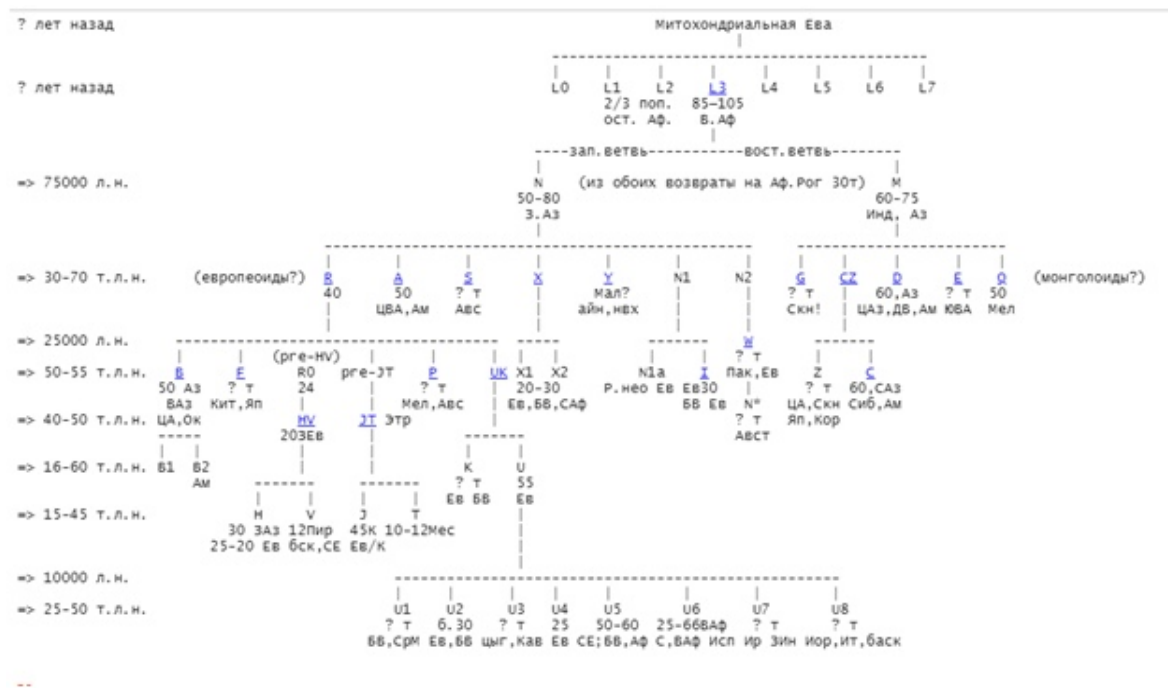 ? лет назад Митохондриальная Ева
? лет назад L0 L1 L2 L3 L4 L5 L6 L7
2/3 поп. 85-105
ост. Аф. В.Аф
----зап.ветвь-----------вост.ветвь--------
=> 75000 л.н. N (из обоих возвраты на Аф.Рог 30т) M
50-80 60-75
З.Аз Инд, Аз
=> 30-70 т.л.н. (европеоиды?) R A S X Y N1 N2 G CZ D E Q (монголоиды?)
40 50 ? т Мал? ? т 60,Аз ? т 50
ЦВА,Ам Авс айн,нвх Скн! ЦАз,ДВ,Ам ЮВА Мел
=> 25000 л.н. W
(pre-HV) ? т
=> 50-55 т.л.н. B F R0 pre-JT P UK X1 X2 N1a I Пак,Ев Z C
50 Аз ? т 24 ? т 20-30 Р.нео Ев Ев30 ? т 60,САз
ВАз Кит,Яп Мел,Авс Ев,БВ,САф БВ Ев N* ЦА,Скн Сиб,Ам
=> 40-50 т.л.н. ЦА,Ок HV JT Этр ? т Яп,Кор
20ЗЕв Авст
=> 16-60 т.л.н. B1 B2 K U
Ам ? т 55
Ев БВ Ев
=> 15-45 т.л.н. H V J T
30 ЗАз 12Пир 45К 10-12Мес
25-20 Ев бск,СЕ Ев/К
=> 10000 л.н.
=> 25-50 т.л.н. U1 U2 U3 U4 U5 U6 U7 U8
? т б.30 ? т 25 50-60 25-66ВАф ? т ? т
БВ,СрМ Ев,БВ цыг,Кав Ев СЕ;БВ,Аф С,ВАф исп ир Зин иор,Ит,баск